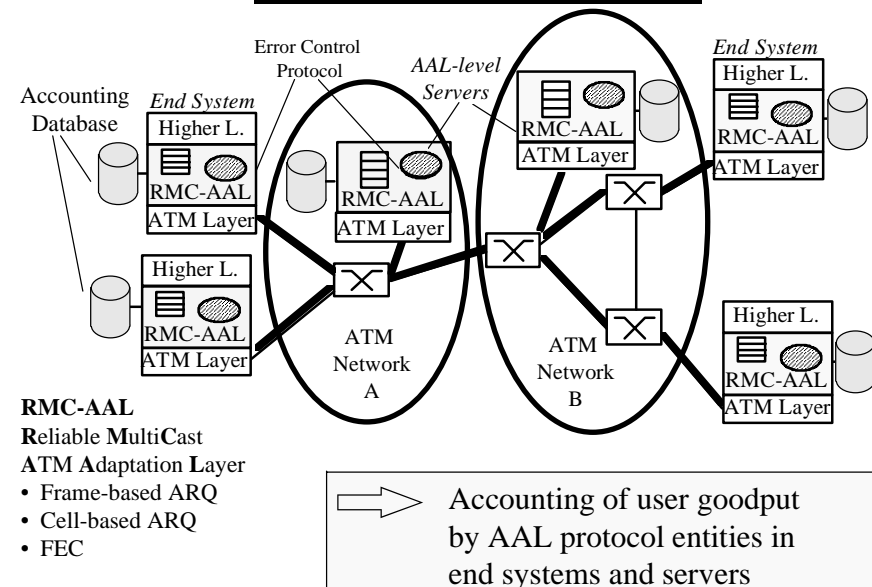 Error Control
Protocol
AAL-level
Servers
End System
Higher L.
RMC-AAL
ATM Layer
RMC-AAL
ATM Layer
Accounting
Database
End System
Higher L.
RMC-AAL
ATM Layer
RMC-AAL
ATM Layer
Higher L.
RMC-AAL
ATM Layer
ATM
Network
A
ATM
Network
B
Higher L.
RMC-AAL
ATM Layer
RMC-AAL
Reliable MultiCast
ATM Adaptation Layer
• Frame-based ARQ
• Cell-based ARQ
• FEC
Accounting of user goodput
by AAL protocol entities in
end systems and servers